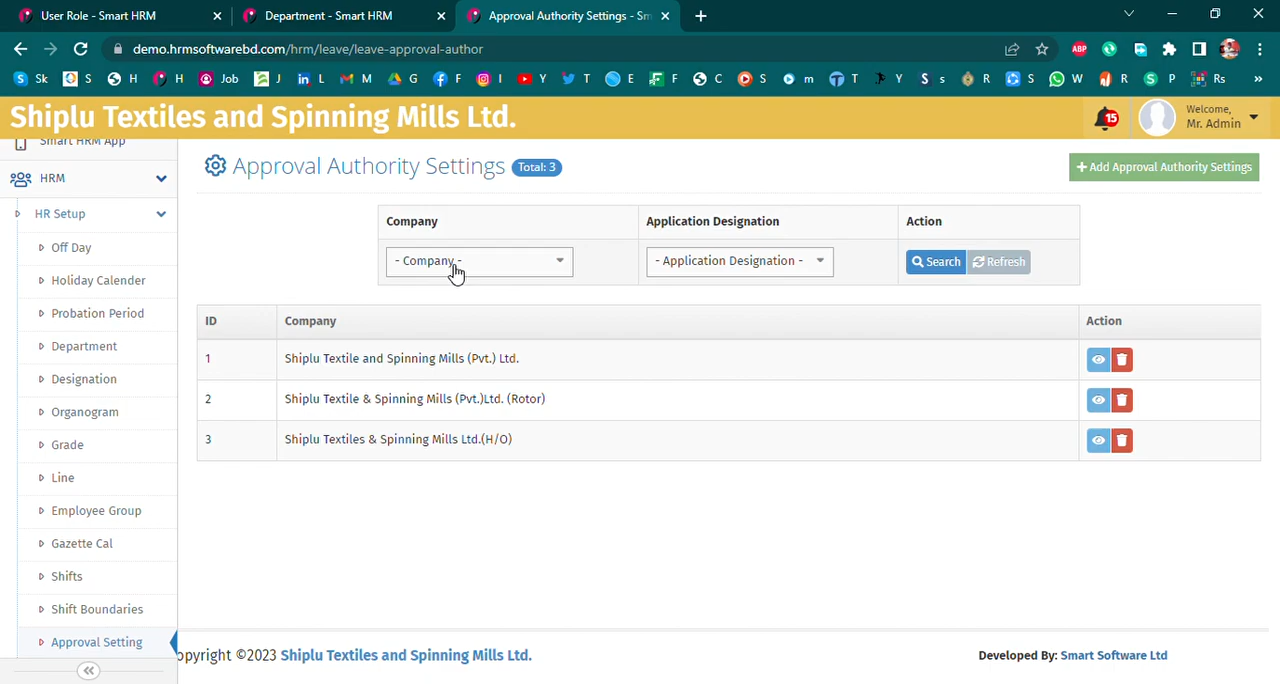 User Role - Smart HRM
Department - Smart HRM
Approval Authority Settings - Sm
demo.hrmsoftwarebd.com/hrm/leave/leave-approval-author
ABP
Sk S H H Job J L M G F I Y T E F C S m T Y s R S W R P Rs »
Shiplu Textiles and Spinning Mills Ltd.
15
Welcome,
Mr. Admin
Smart HRM App
HRM
HR Setup
Off Day
Holiday Calender
Probation Period
Department
Designation
Organogram
Grade
Line
Employee Group
Gazette Cal
Shifts
Shift Boundaries
Approval Setting
Approval Authority Settings Total: 3
+ Add Approval Authority Settings
Company Application Designation Action
- Company - - Application Designation - Search Refresh
ID Company Action
1 Shiplu Textile and Spinning Mills (Pvt.) Ltd.
2 Shiplu Textile & Spinning Mills (Pvt.)Ltd. (Rotor)
3 Shiplu Textiles & Spinning Mills Ltd.(H/O)
opyright ©2023 Shiplu Textiles and Spinning Mills Ltd.
Developed By: Smart Software Ltd